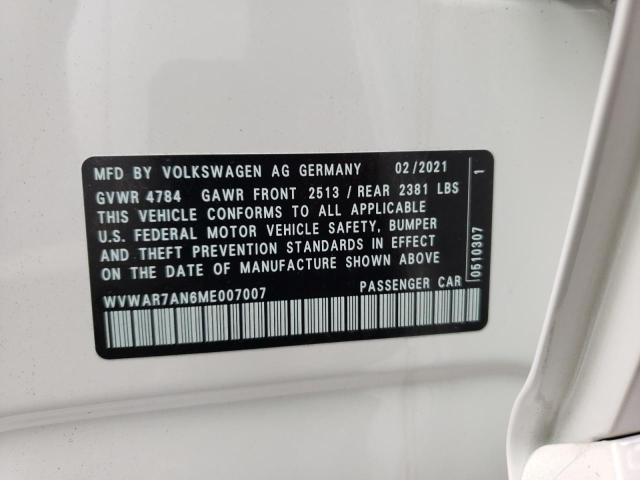 MFD BY VOLKSWAGEN AG GERMANY 02/2021
GVWR 4784 GAWR FRONT 2513 / REAR 2381 LBS
THIS VEHICLE CONFORMS TO ALL APPLICABLE
U.S. FEDERAL MOTOR VEHICLE SAFETY, BUMPER
AND THEFT PREVENTION STANDARDS IN EFFECT
ON THE DATE OF MANUFACTURE SHOWN ABOVE
WVWAR7AN6ME007007 PASSENGER CAR
0510307 1